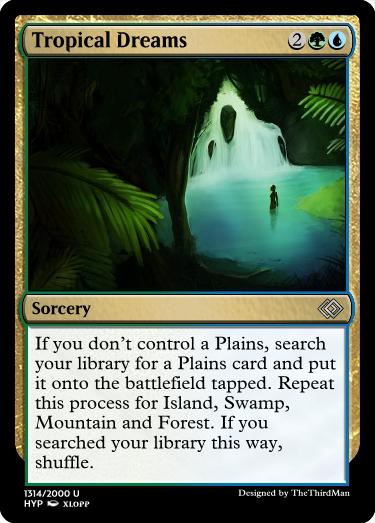 Tropical Dreams 2
Sorcery
If you don't control a Plains, search
your library for a Plains card and put
it onto the battlefield tapped. Repeat
this process for Island, Swamp,
Mountain and Forest. If you
searched your library this way,
shuffle.
1314/2000 U
HYP XLOPP
Designed by TheThirdMan